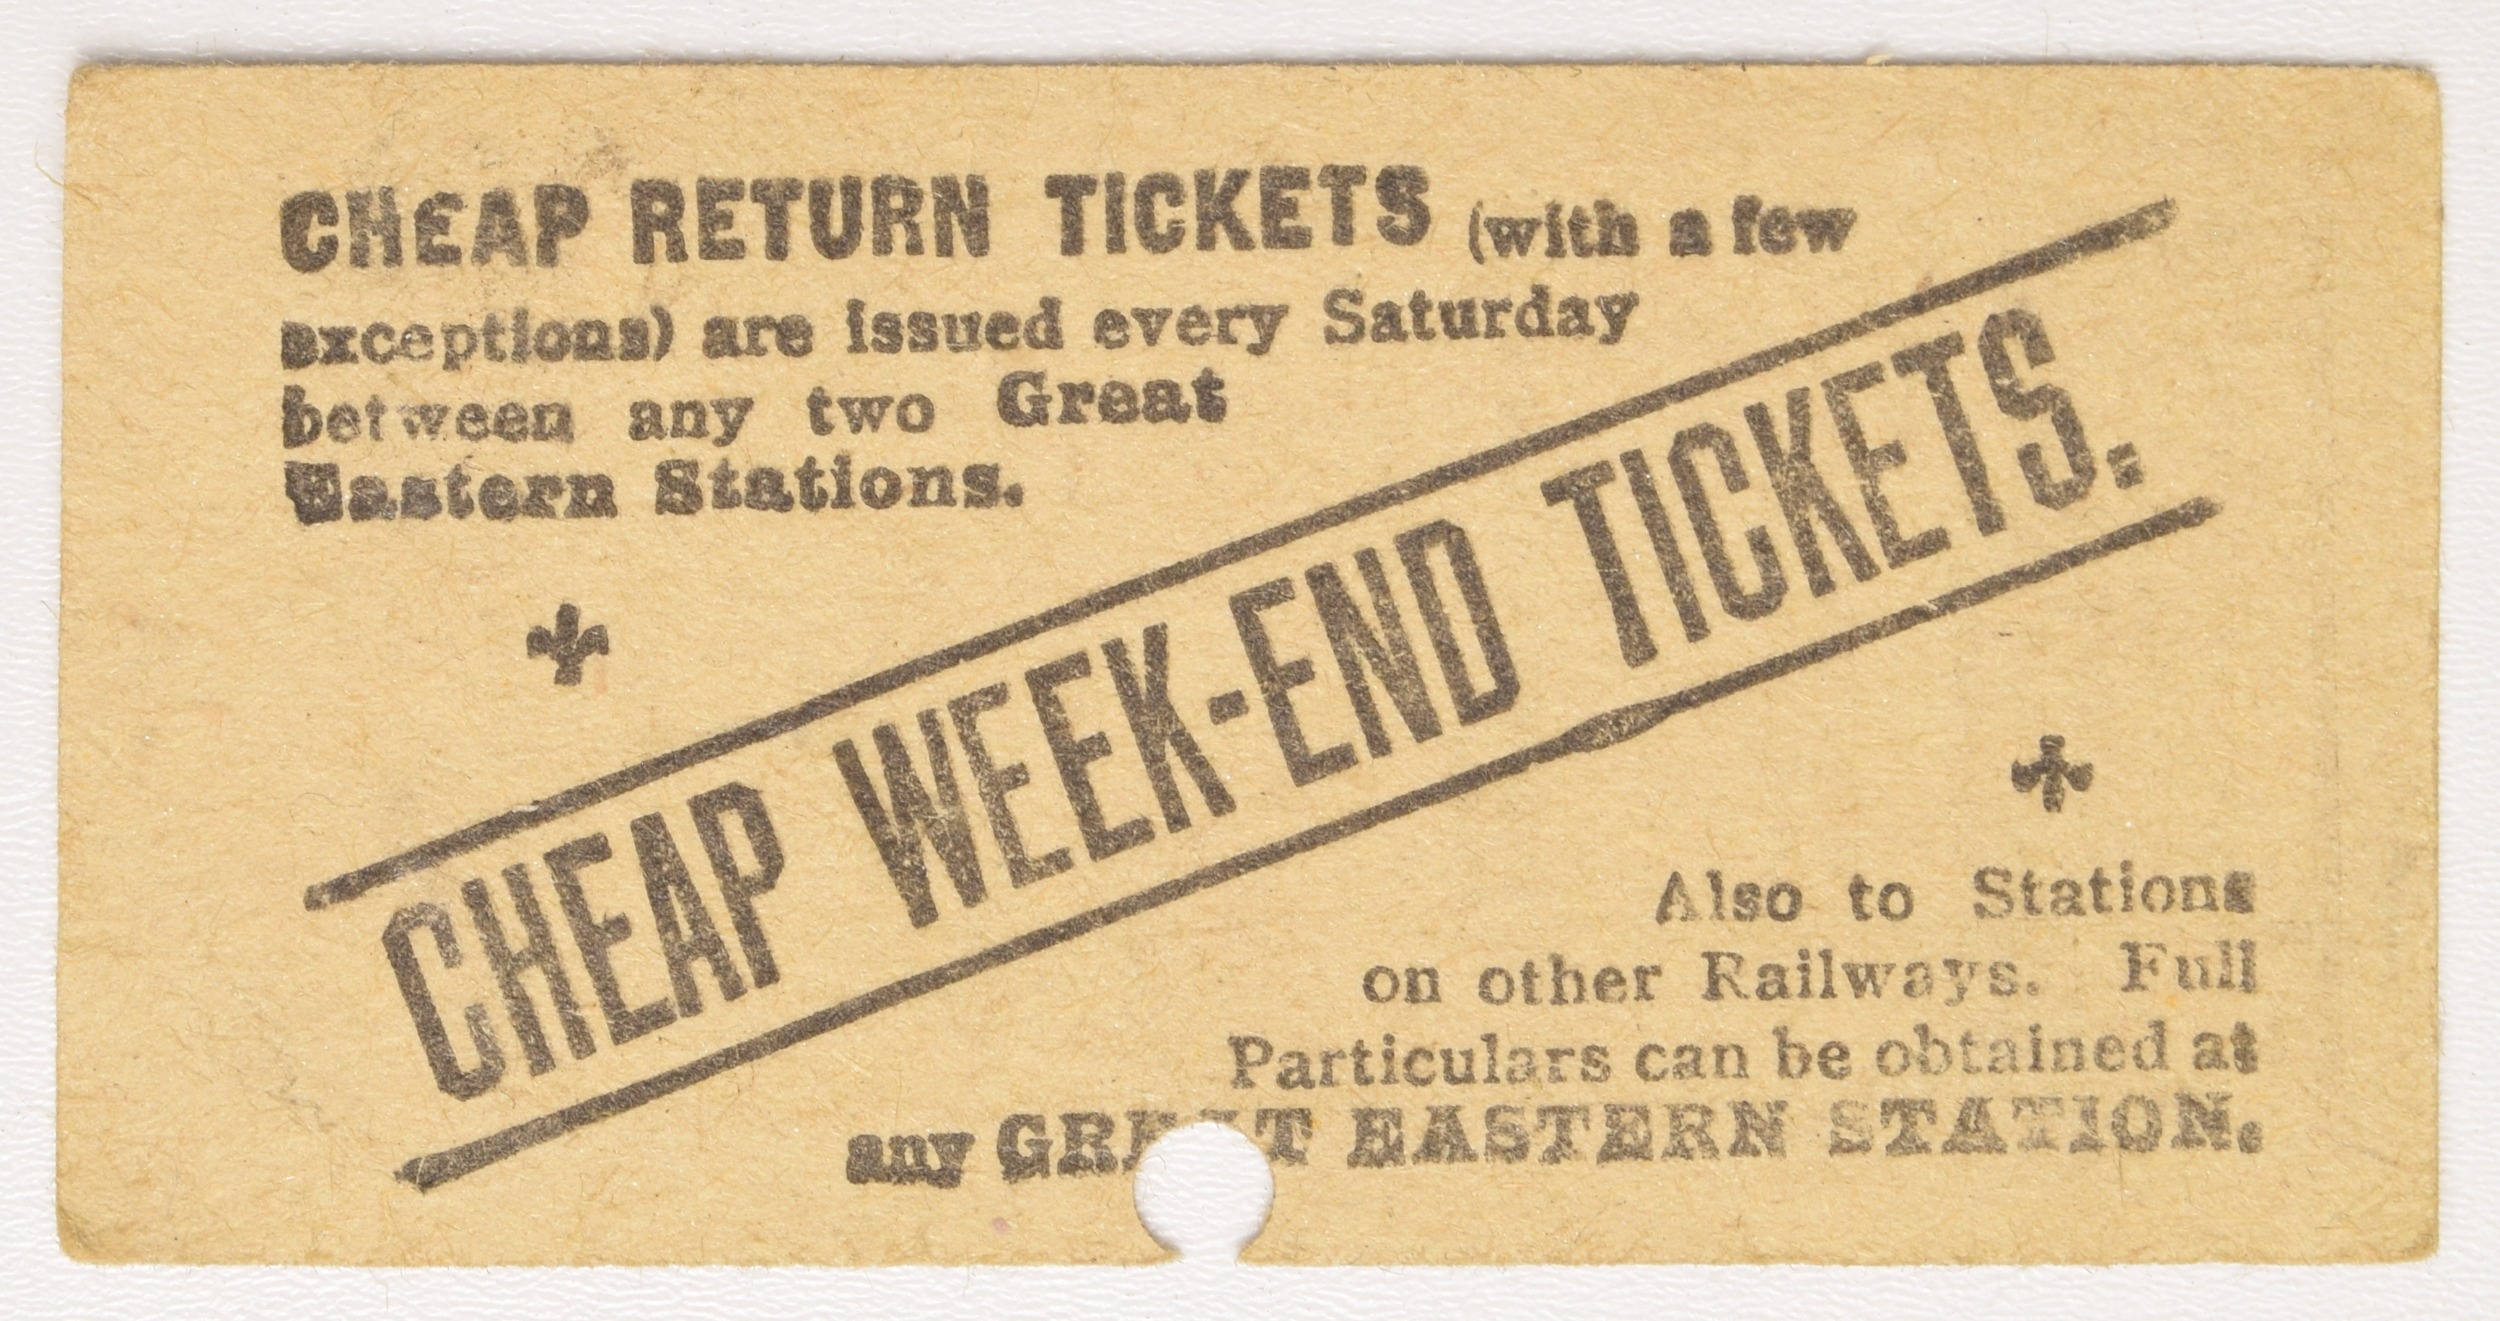 CHEAP RETURN TICKETS (with a few
exceptions) are issued every Saturday
between any two Great
Eastern Stations.
CHEAP WEEK-END TICKETS.
Also to Stations
on other Railways. Full
Particulars can be obtained at
any GREAT EASTERN STATION.